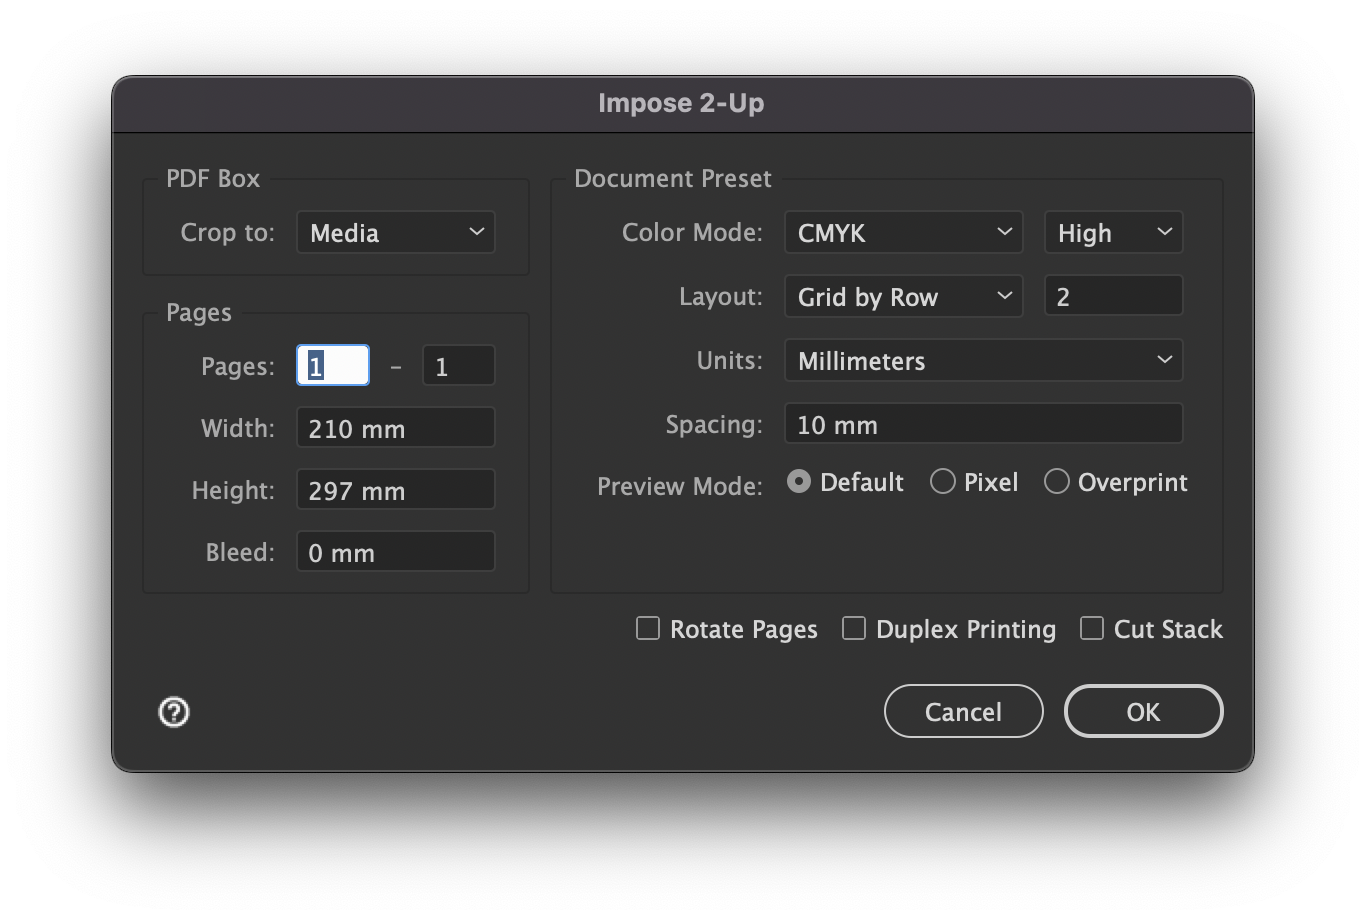 Impose 2-Up
PDF Box
Crop to: Media
Pages
Pages: 1 - 1
Width: 210 mm
Height: 297 mm
Bleed: 0 mm
Document Preset
Color Mode: CMYK High
Layout: Grid by Row 2
Units: Millimeters
Spacing: 10 mm
Preview Mode: Default Pixel Overprint
Rotate Pages Duplex Printing Cut Stack
? Cancel OK